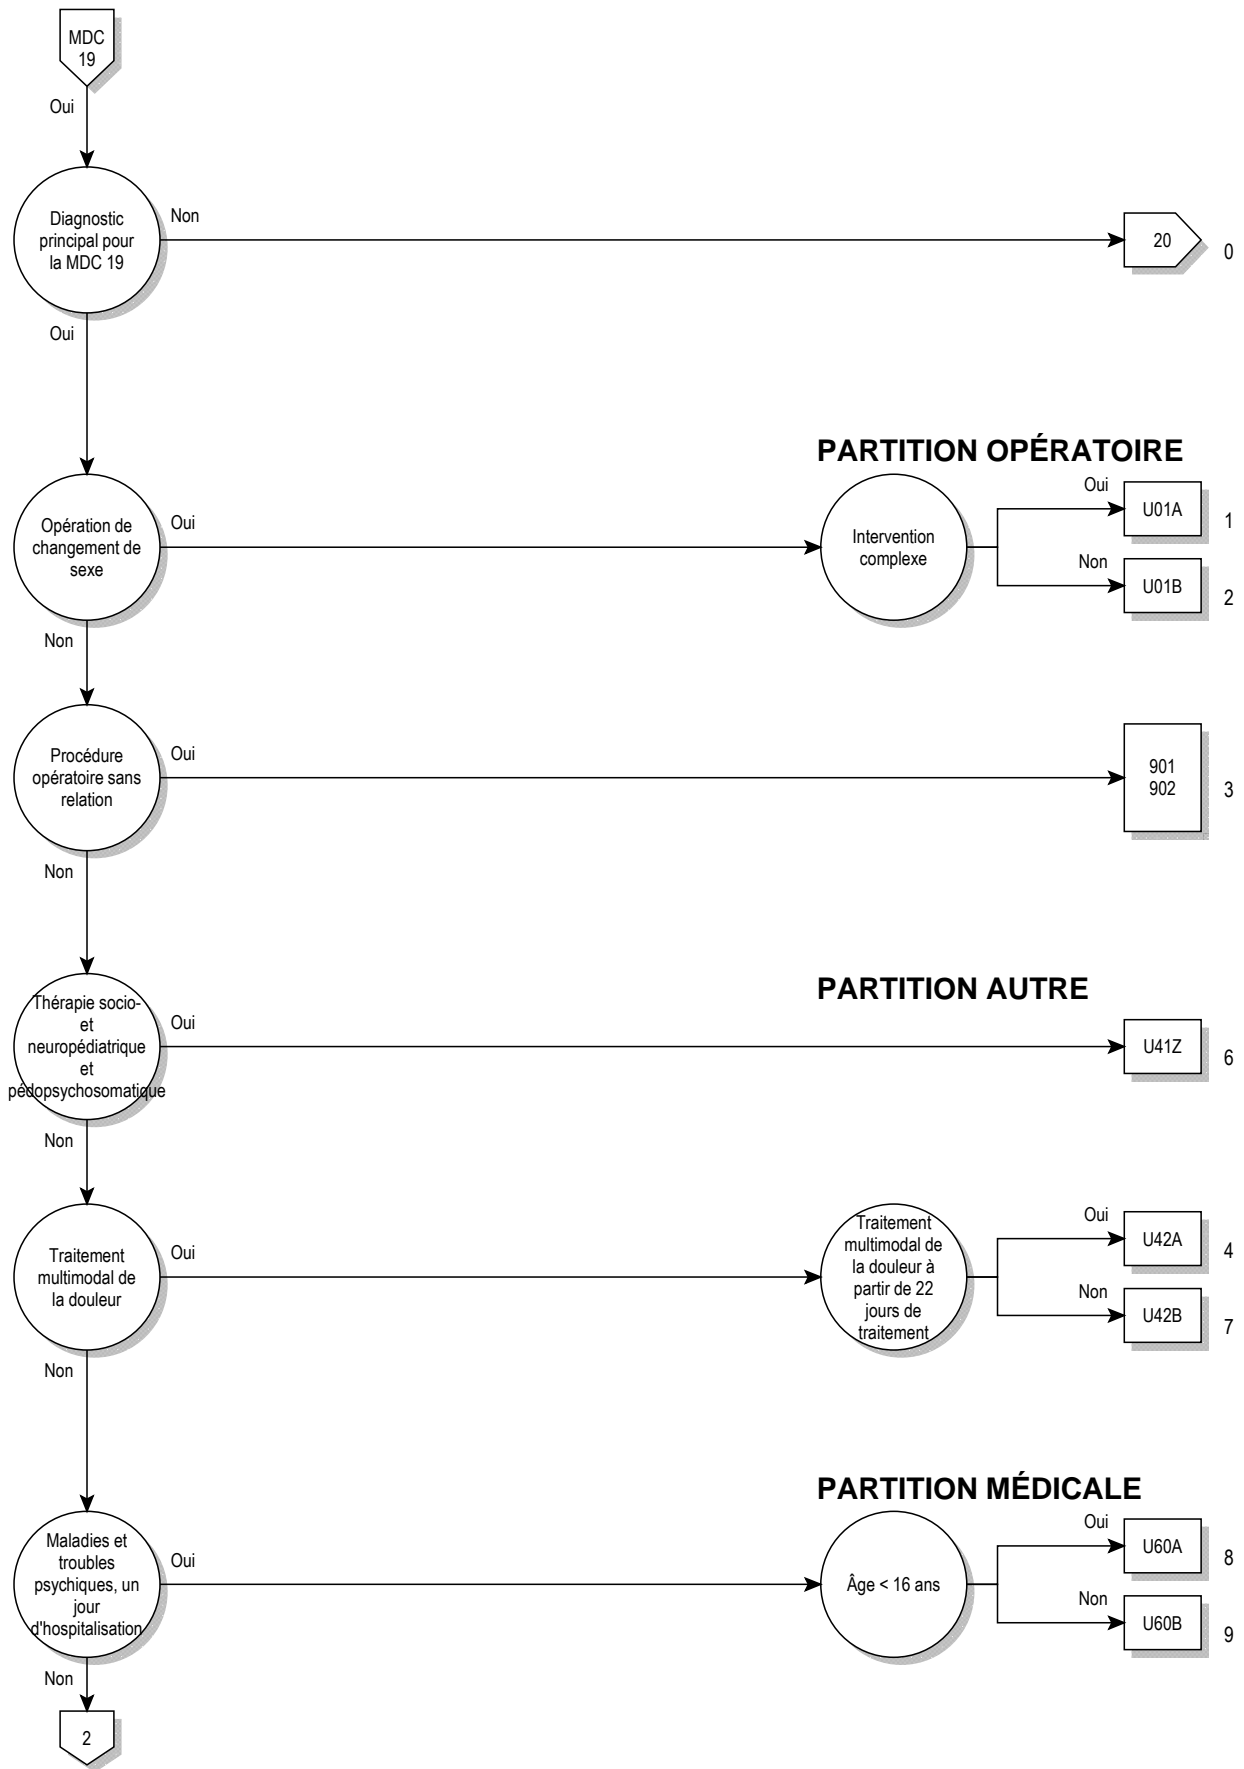 MDC
19
Oui
Diagnostic
principal pour
la MDC 19
Non
20
0
Oui
PARTITION OPÉRATOIRE
Opération de
changement de
sexe
Oui
Intervention
complexe
Oui
U01A
1
Non
U01B
2
Non
Procédure
opératoire sans
relation
Oui
901
902
3
Non
PARTITION AUTRE
Thérapie socio-
et
neuropédiatrique
et
pédopsychosomatique
Oui
U41Z
6
Non
Traitement
multimodal de
la douleur
Oui
Traitement
multimodal de
la douleur à
partir de 22
jours de
traitement
Oui
U42A
4
Non
U42B
7
Non
PARTITION MÉDICALE
Maladies et
troubles
psychiques, un
jour
d'hospitalisation
Oui
Âge < 16 ans
Oui
U60A
8
Non
U60B
9
Non
2